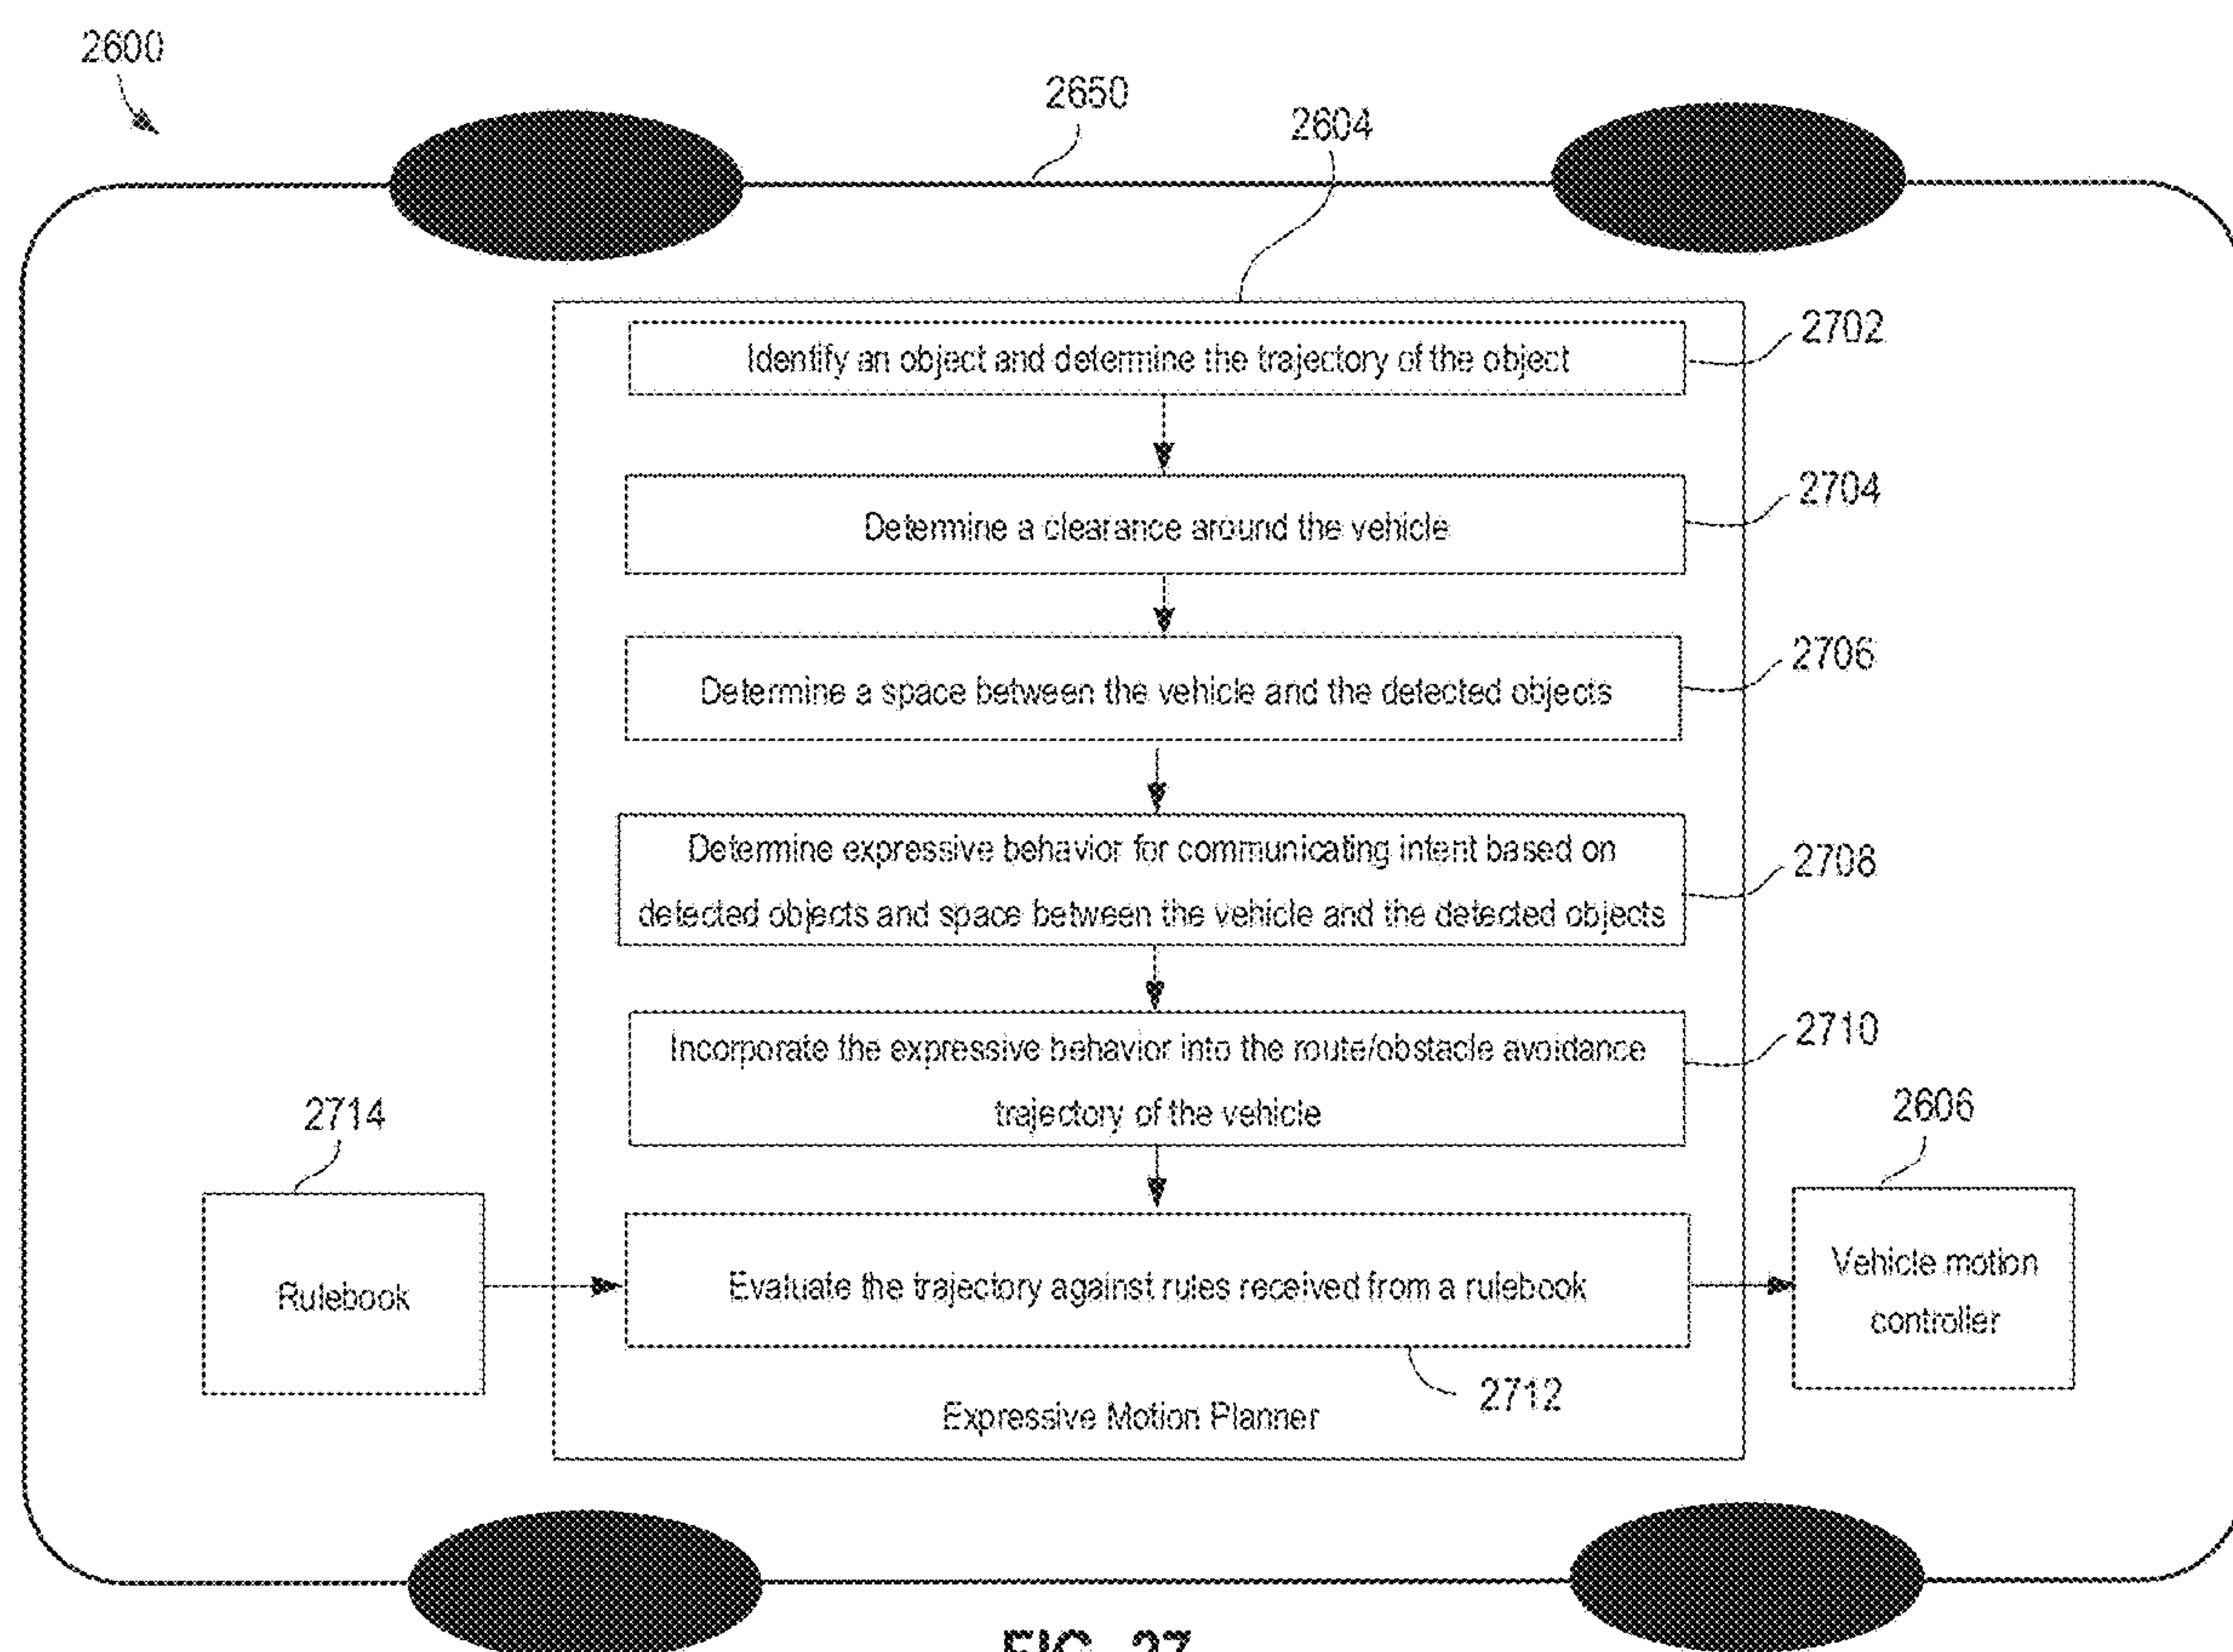 2600
2650
2604
Identify an object and determine the trajectory of the object
2702
Determine a clearance around the vehicle
2704
Determine a space between the vehicle and the detected objects
2706
Determine expressive behavior for communicating intent based on
detected objects and space between the vehicle and the detected objects
2708
Incorporate the expressive behavior into the route/obstacle avoidance
trajectory of the vehicle
2710
2714
Rulebook
Evaluate the trajectory against rules received from a rulebook
2712
2606
Vehicle motion
controller
Expressive Motion Planner
FIG. 27